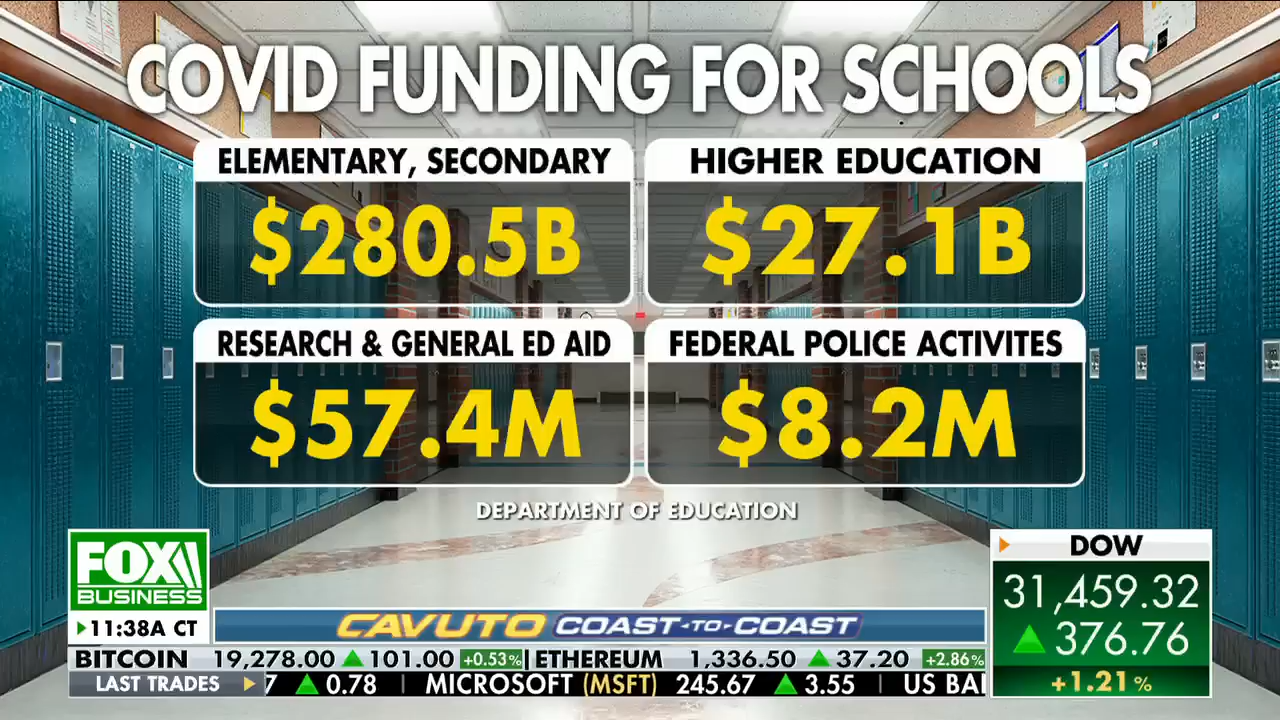 COVID FUNDING FOR SCHOOLS
ELEMENTARY, SECONDARY
$280.5B
HIGHER EDUCATION
$27.1B
RESEARCH & GENERAL ED AID
$57.4M
FEDERAL POLICE ACTIVITES
$8.2M
DEPARTMENT OF EDUCATION
FOX
BUSINESS
11:38A CT
CAVUTO COAST-TO-COAST
DOW
31,459.32
376.76
+1.21%
BITCOIN 19,278.00 101.00 +0.53% ETHEREUM 1,336.50 37.20 +2.86%
LAST TRADES 7 0.78 | MICROSOFT (MSFT) 245.67 3.55 | US BA